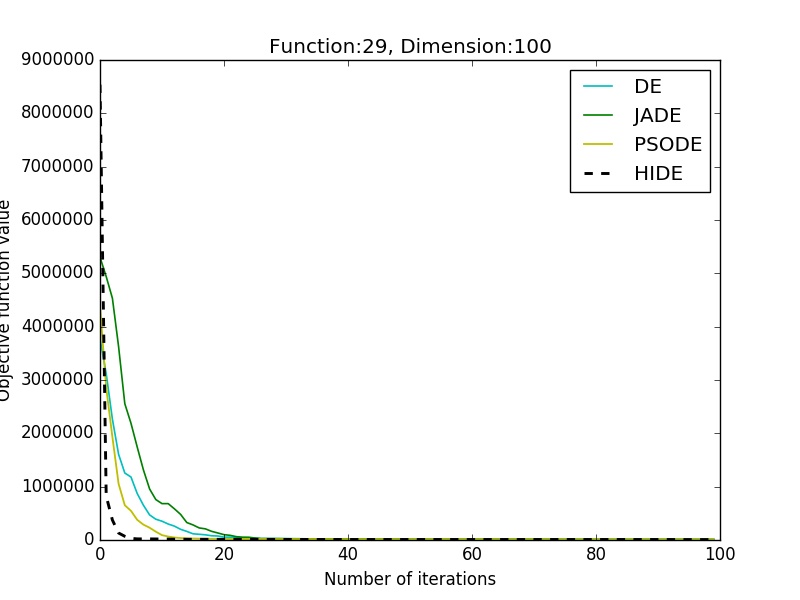 Function:29, Dimension:100
9000000
8000000
7000000
6000000
5000000
4000000
3000000
2000000
1000000
0
Objective function value
DE
JADE
PSODE
HIDE
0 20 40 60 80 100
Number of iterations